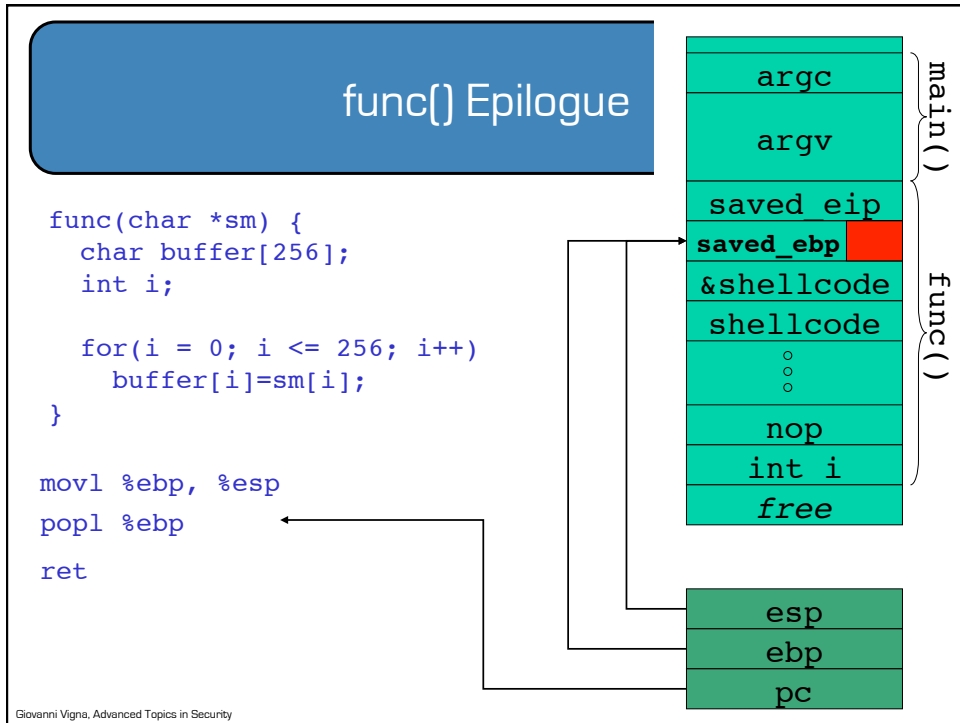 func() Epilogue
func(char *sm) {
char buffer[256];
int i;
for(i = 0; i <= 256; i++)
buffer[i]=sm[i];
}
movl %ebp, %esp
popl %ebp
ret
argc
argv
saved_eip
saved_ebp
&shellcode
shellcode
nop
int i
free
main()
func()
esp
ebp
pc
Giovanni Vigna, Advanced Topics in Security